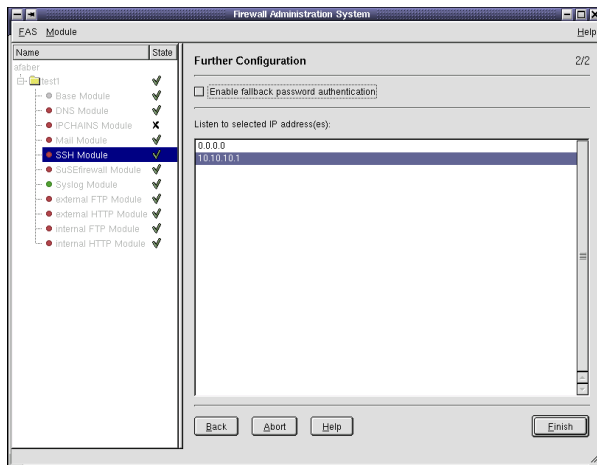 Firewall Administration System
EAS Module Help
Name State
afaber
test1
Base Module
DNS Module
IPCHAINS Module
Mail Module
SSH Module
SuSEfirewall Module
Syslog Module
external FTP Module
external HTTP Module
internal FTP Module
internal HTTP Module
Further Configuration 2/2
Enable fallback password authentication
Listen to selected IP address(es):
0.0.0.0
10.10.10.1
Back Abort Help Finish